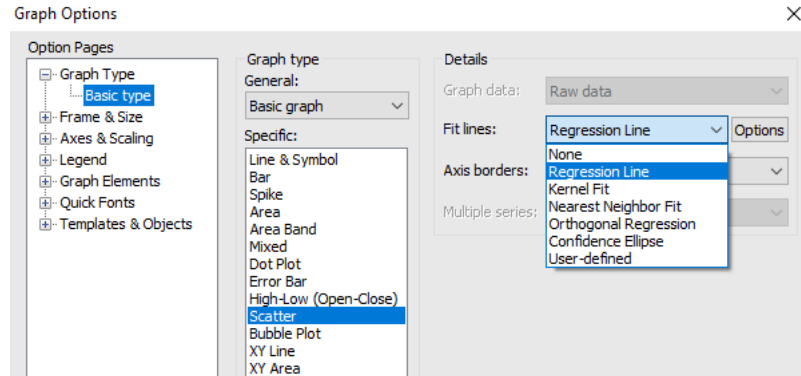 Graph Options
Option Pages
Graph Type
Basic type
Frame & Size
Axes & Scaling
Legend
Graph Elements
Quick Fonts
Templates & Objects
Graph type
General:
Basic graph
Specific:
Line & Symbol
Bar
Spike
Area
Area Band
Mixed
Dot Plot
Error Bar
High-Low (Open-Close)
Scatter
Bubble Plot
XY Line
XY Area
Details
Graph data:
Raw data
Fit lines:
Regression Line
Options
None
Regression Line
Kernel Fit
Nearest Neighbor Fit
Orthogonal Regression
Confidence Ellipse
User-defined
Axis borders:
Multiple series: